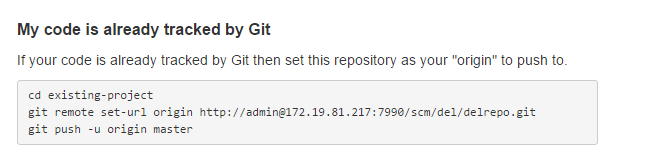 My code is already tracked by Git
If your code is already tracked by Git then set this repository as your "origin" to push to.
cd existing-project
git remote set-url origin http://admin@172.19.81.217:7990/scm/del/delrepo.git
git push -u origin master